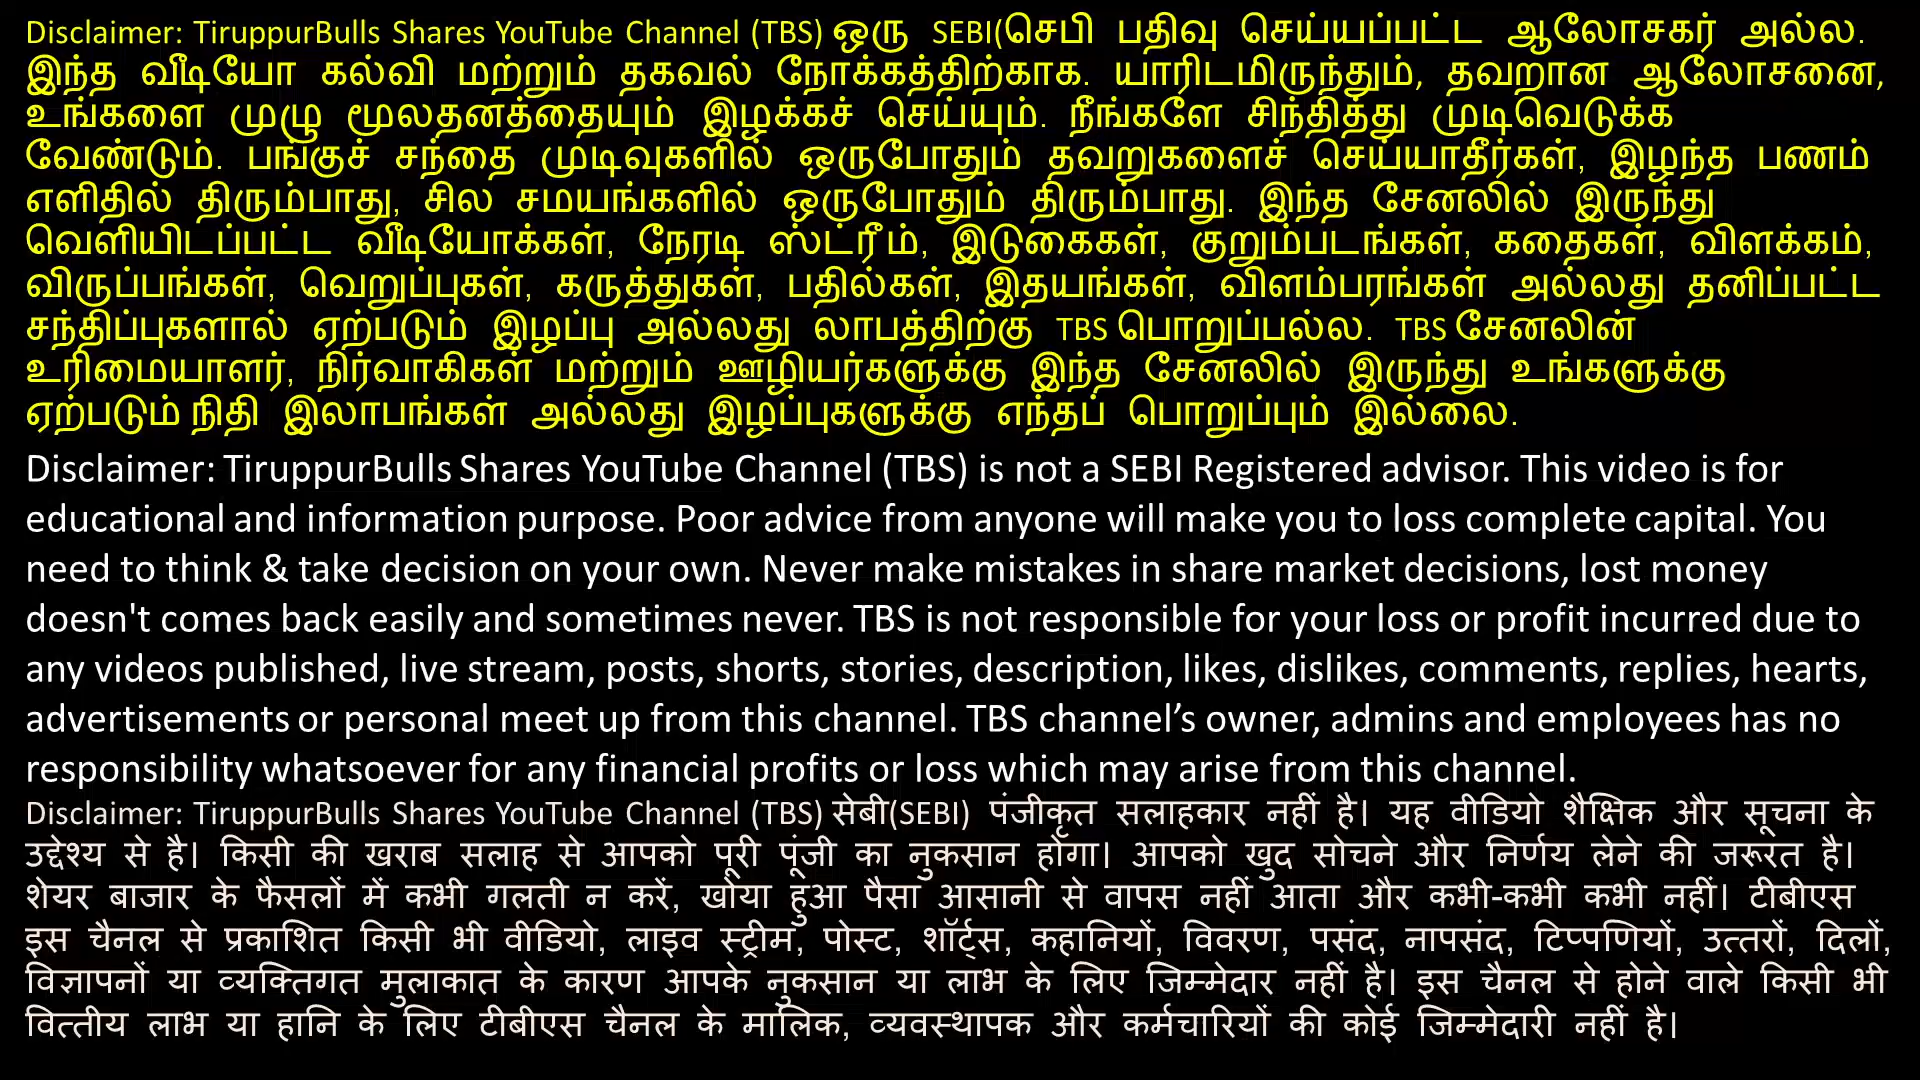 Disclaimer: TiruppurBulls Shares YouTube Channel (TBS) ஒரு SEBI(செபி பதிவு செய்யப்பட்ட ஆலோசகர் அல்ல.
இந்த வீடியோ கல்வி மற்றும் தகவல் நோக்கத்திற்காக. யாரிடமிருந்தும், தவறான ஆலோசனை,
உங்களை முழு மூலதனத்தையும் இழக்கச் செய்யும். நீங்களே சிந்தித்து முடிவெடுக்க
வேண்டும். பங்குச் சந்தை முடிவுகளில் ஒருபோதும் தவறுகளைச் செய்யாதீர்கள், இழந்த பணம்
எளிதில் திரும்பாது, சில சமயங்களில் ஒருபோதும் திரும்பாது. இந்த சேனலில் இருந்து
வெளியிடப்பட்ட வீடியோக்கள், நேரடி ஸ்ட்ரீம், இடுகைகள், குறும்படங்கள், கதைகள், விளக்கம்,
விருப்பங்கள், வெறுப்புகள், கருத்துகள், பதில்கள், இதயங்கள், விளம்பரங்கள் அல்லது தனிப்பட்ட
சந்திப்புகளால் ஏற்படும் இழப்பு அல்லது லாபத்திற்கு TBS பொறுப்பல்ல. TBS சேனலின்
உரிமையாளர், நிர்வாகிகள் மற்றும் ஊழியர்களுக்கு இந்த சேனலில் இருந்து உங்களுக்கு
ஏற்படும் நிதி இலாபங்கள் அல்லது இழப்புகளுக்கு எந்தப் பொறுப்பும் இல்லை.
Disclaimer: TiruppurBulls Shares YouTube Channel (TBS) is not a SEBI Registered advisor. This video is for
educational and information purpose. Poor advice from anyone will make you to loss complete capital. You
need to think & take decision on your own. Never make mistakes in share market decisions, lost money
doesn't comes back easily and sometimes never. TBS is not responsible for your loss or profit incurred due to
any videos published, live stream, posts, shorts, stories, description, likes, dislikes, comments, replies, hearts,
advertisements or personal meet up from this channel. TBS channel’s owner, admins and employees has no
responsibility whatsoever for any financial profits or loss which may arise from this channel.
Disclaimer: TiruppurBulls Shares YouTube Channel (TBS) सेबी(SEBI) पंजीकृत सलाहकार नहीं है। यह वीडियो शैक्षिक और सूचना के
उद्देश्य से है। किसी की खराब सलाह से आपको पूरी पूंजी का नुकसान होगा। आपको खुद सोचने और निर्णय लेने की जरूरत है।
शेयर बाजार के फैसलों में कभी गलती न करें, खोया हुआ पैसा आसानी से वापस नहीं आता और कभी-कभी कभी नहीं। टीबीएस
इस चैनल से प्रकाशित किसी भी वीडियो, लाइव स्ट्रीम, पोस्ट, शॉर्ट्स, कहानियों, विवरण, पसंद, नापसंद, टिप्पणियों, उत्तरों, दिलों,
विज्ञापनों या व्यक्तिगत मुलाकात के कारण आपके नुकसान या लाभ के लिए जिम्मेदार नहीं है। इस चैनल से होने वाले किसी भी
वित्तीय लाभ या हानि के लिए टीबीएस चैनल के मालिक, व्यवस्थापक और कर्मचारियों की कोई जिम्मेदारी नहीं है।